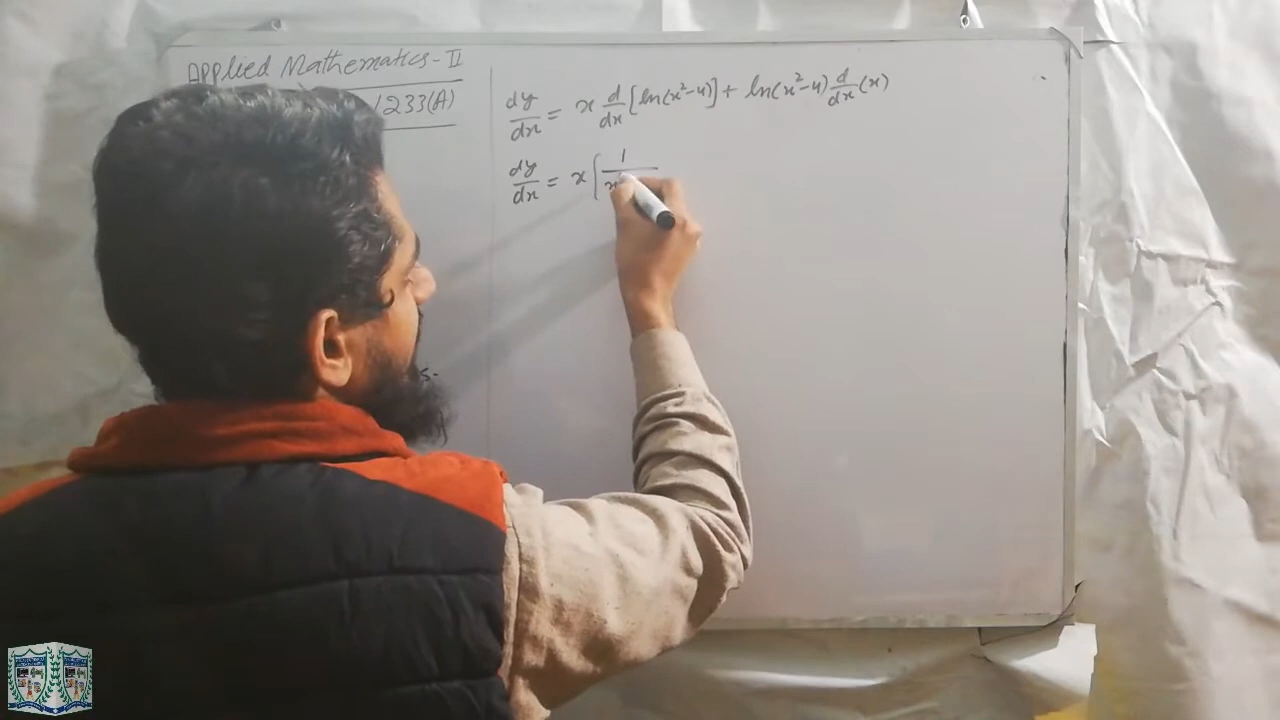 Applied Mathematics-II
/233(A)
dy/dx = x d/dx [ln(x²-4)] + ln(x²-4) d/dx (x)
dy/dx = x [1/x
s.-